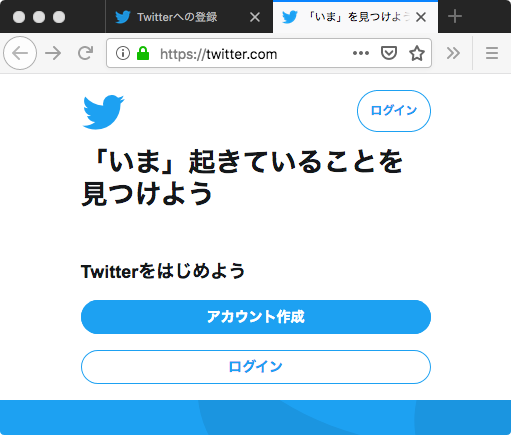 Twitterへの登録
「いま」を見つけよう
https://twitter.com
ログイン
「いま」起きていることを
見つけよう
Twitterをはじめよう
アカウント作成
ログイン